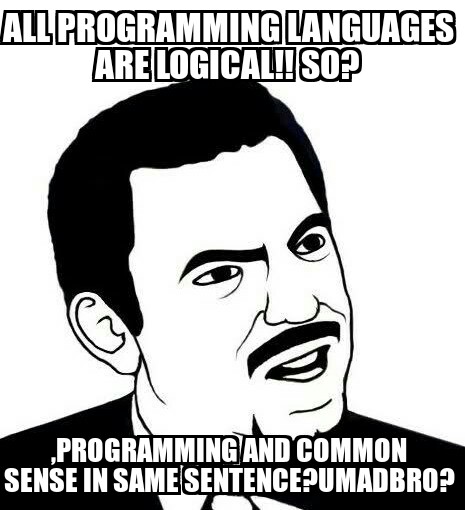 ALL PROGRAMMING LANGUAGES
ARE LOGICAL!! SO?
,PROGRAMMING AND COMMON
SENSE IN SAME SENTENCE?UMADBRO?